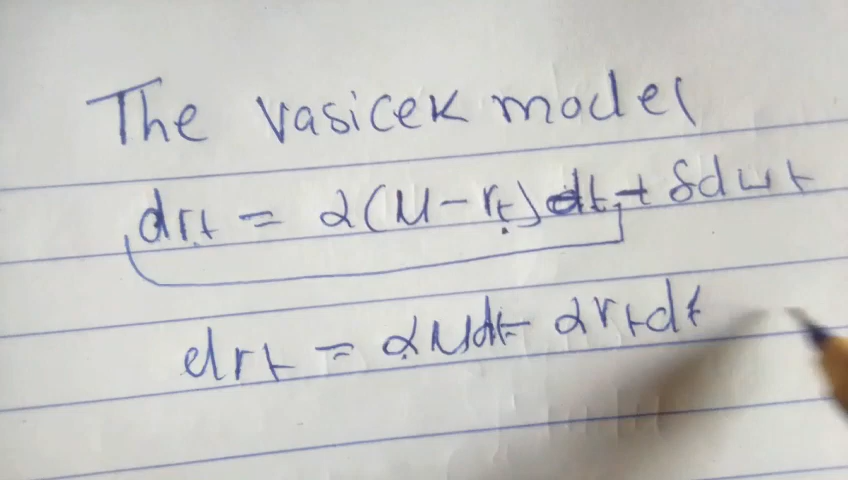 The vasicek model
drt = α(μ - rt) dt + δdwt
drt = αμdt - αrtdt